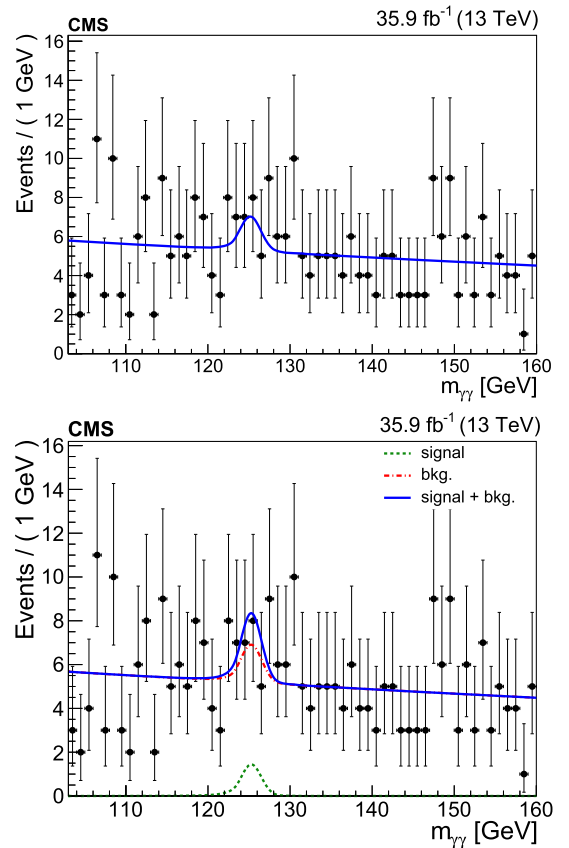 CMS 35.9 fb⁻¹ (13 TeV)
Events / ( 1 GeV )
16
14
12
10
8
6
4
2
0
110 120 130 140 150 160
m_γγ [GeV]
CMS 35.9 fb⁻¹ (13 TeV)
Events / ( 1 GeV )
16
14
12
10
8
6
4
2
0
signal
bkg.
signal + bkg.
110 120 130 140 150 160
m_γγ [GeV]